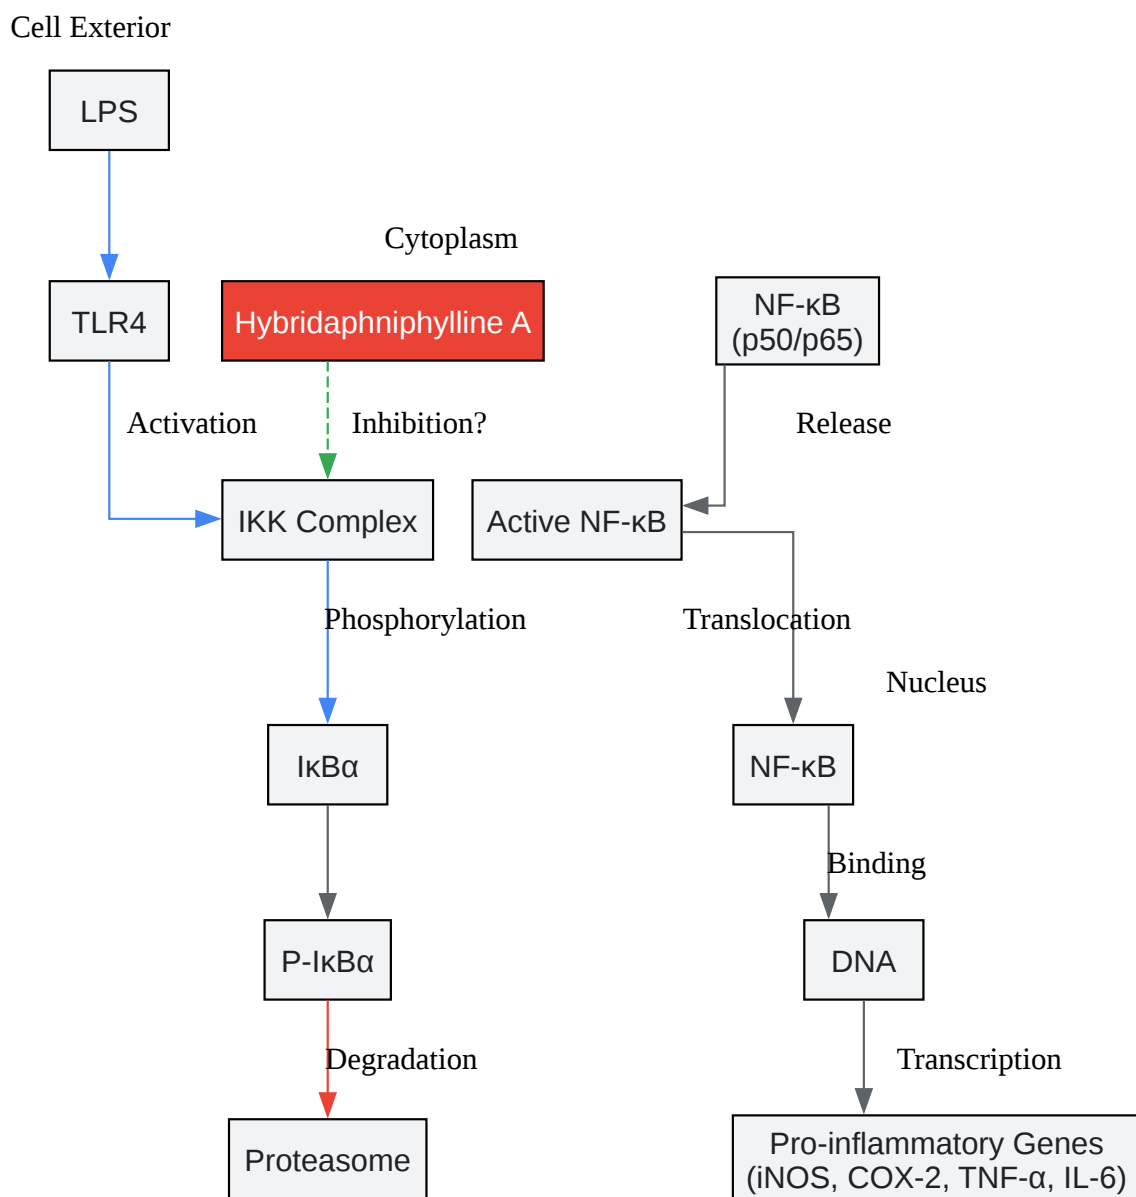 Cell Exterior
LPS
Cytoplasm
TLR4
Hybridaphniphylline A
NF-κB
(p50/p65)
Activation
Inhibition?
Release
IKK Complex
Active NF-κB
Phosphorylation
Translocation
Nucleus
IκBα
NF-κB
Binding
P-IκBα
DNA
Degradation
Transcription
Proteasome
Pro-inflammatory Genes
(iNOS, COX-2, TNF-α, IL-6)